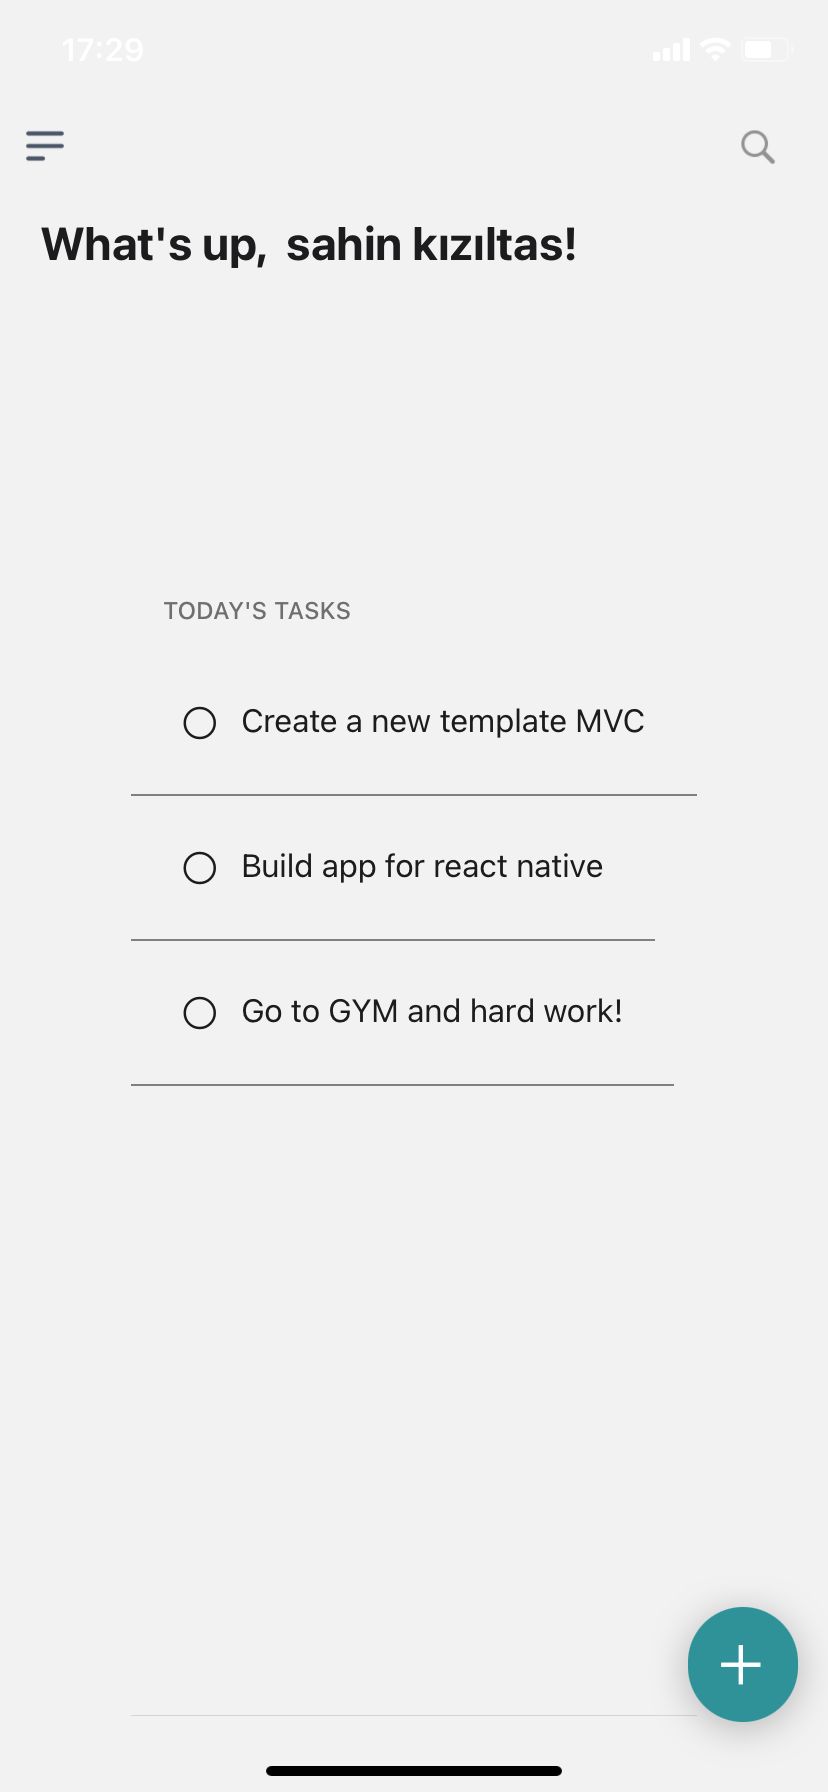 17:29
What's up, sahin kızıltas!
TODAY'S TASKS
Create a new template MVC
Build app for react native
Go to GYM and hard work!